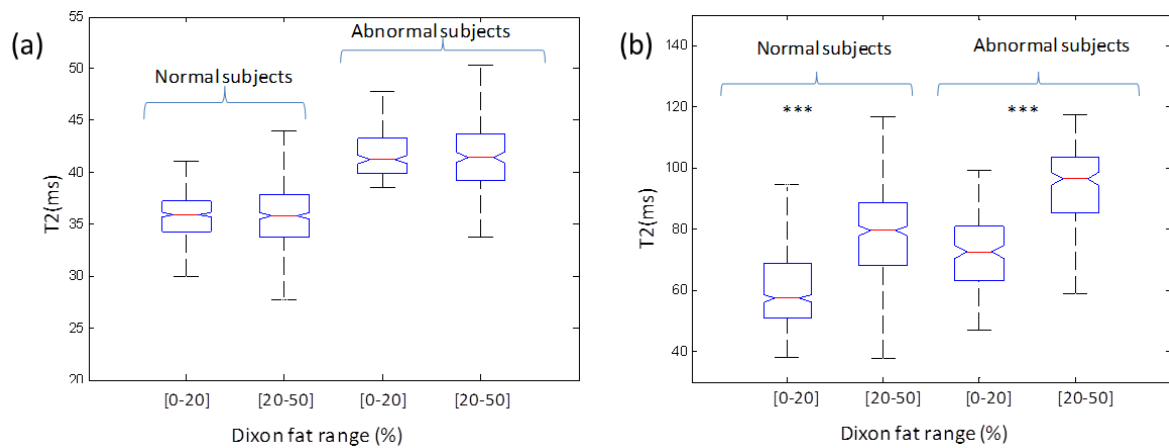 (a)
Abnormal subjects
Normal subjects
55
50
45
40
35
30
25
20
T2(ms)
[0-20] [20-50] [0-20] [20-50]
Dixon fat range (%)
(b)
Normal subjects
Abnormal subjects
*** ***
140
120
100
80
60
40
T2(ms)
[0-20] [20-50] [0-20] [20-50]
Dixon fat range (%)